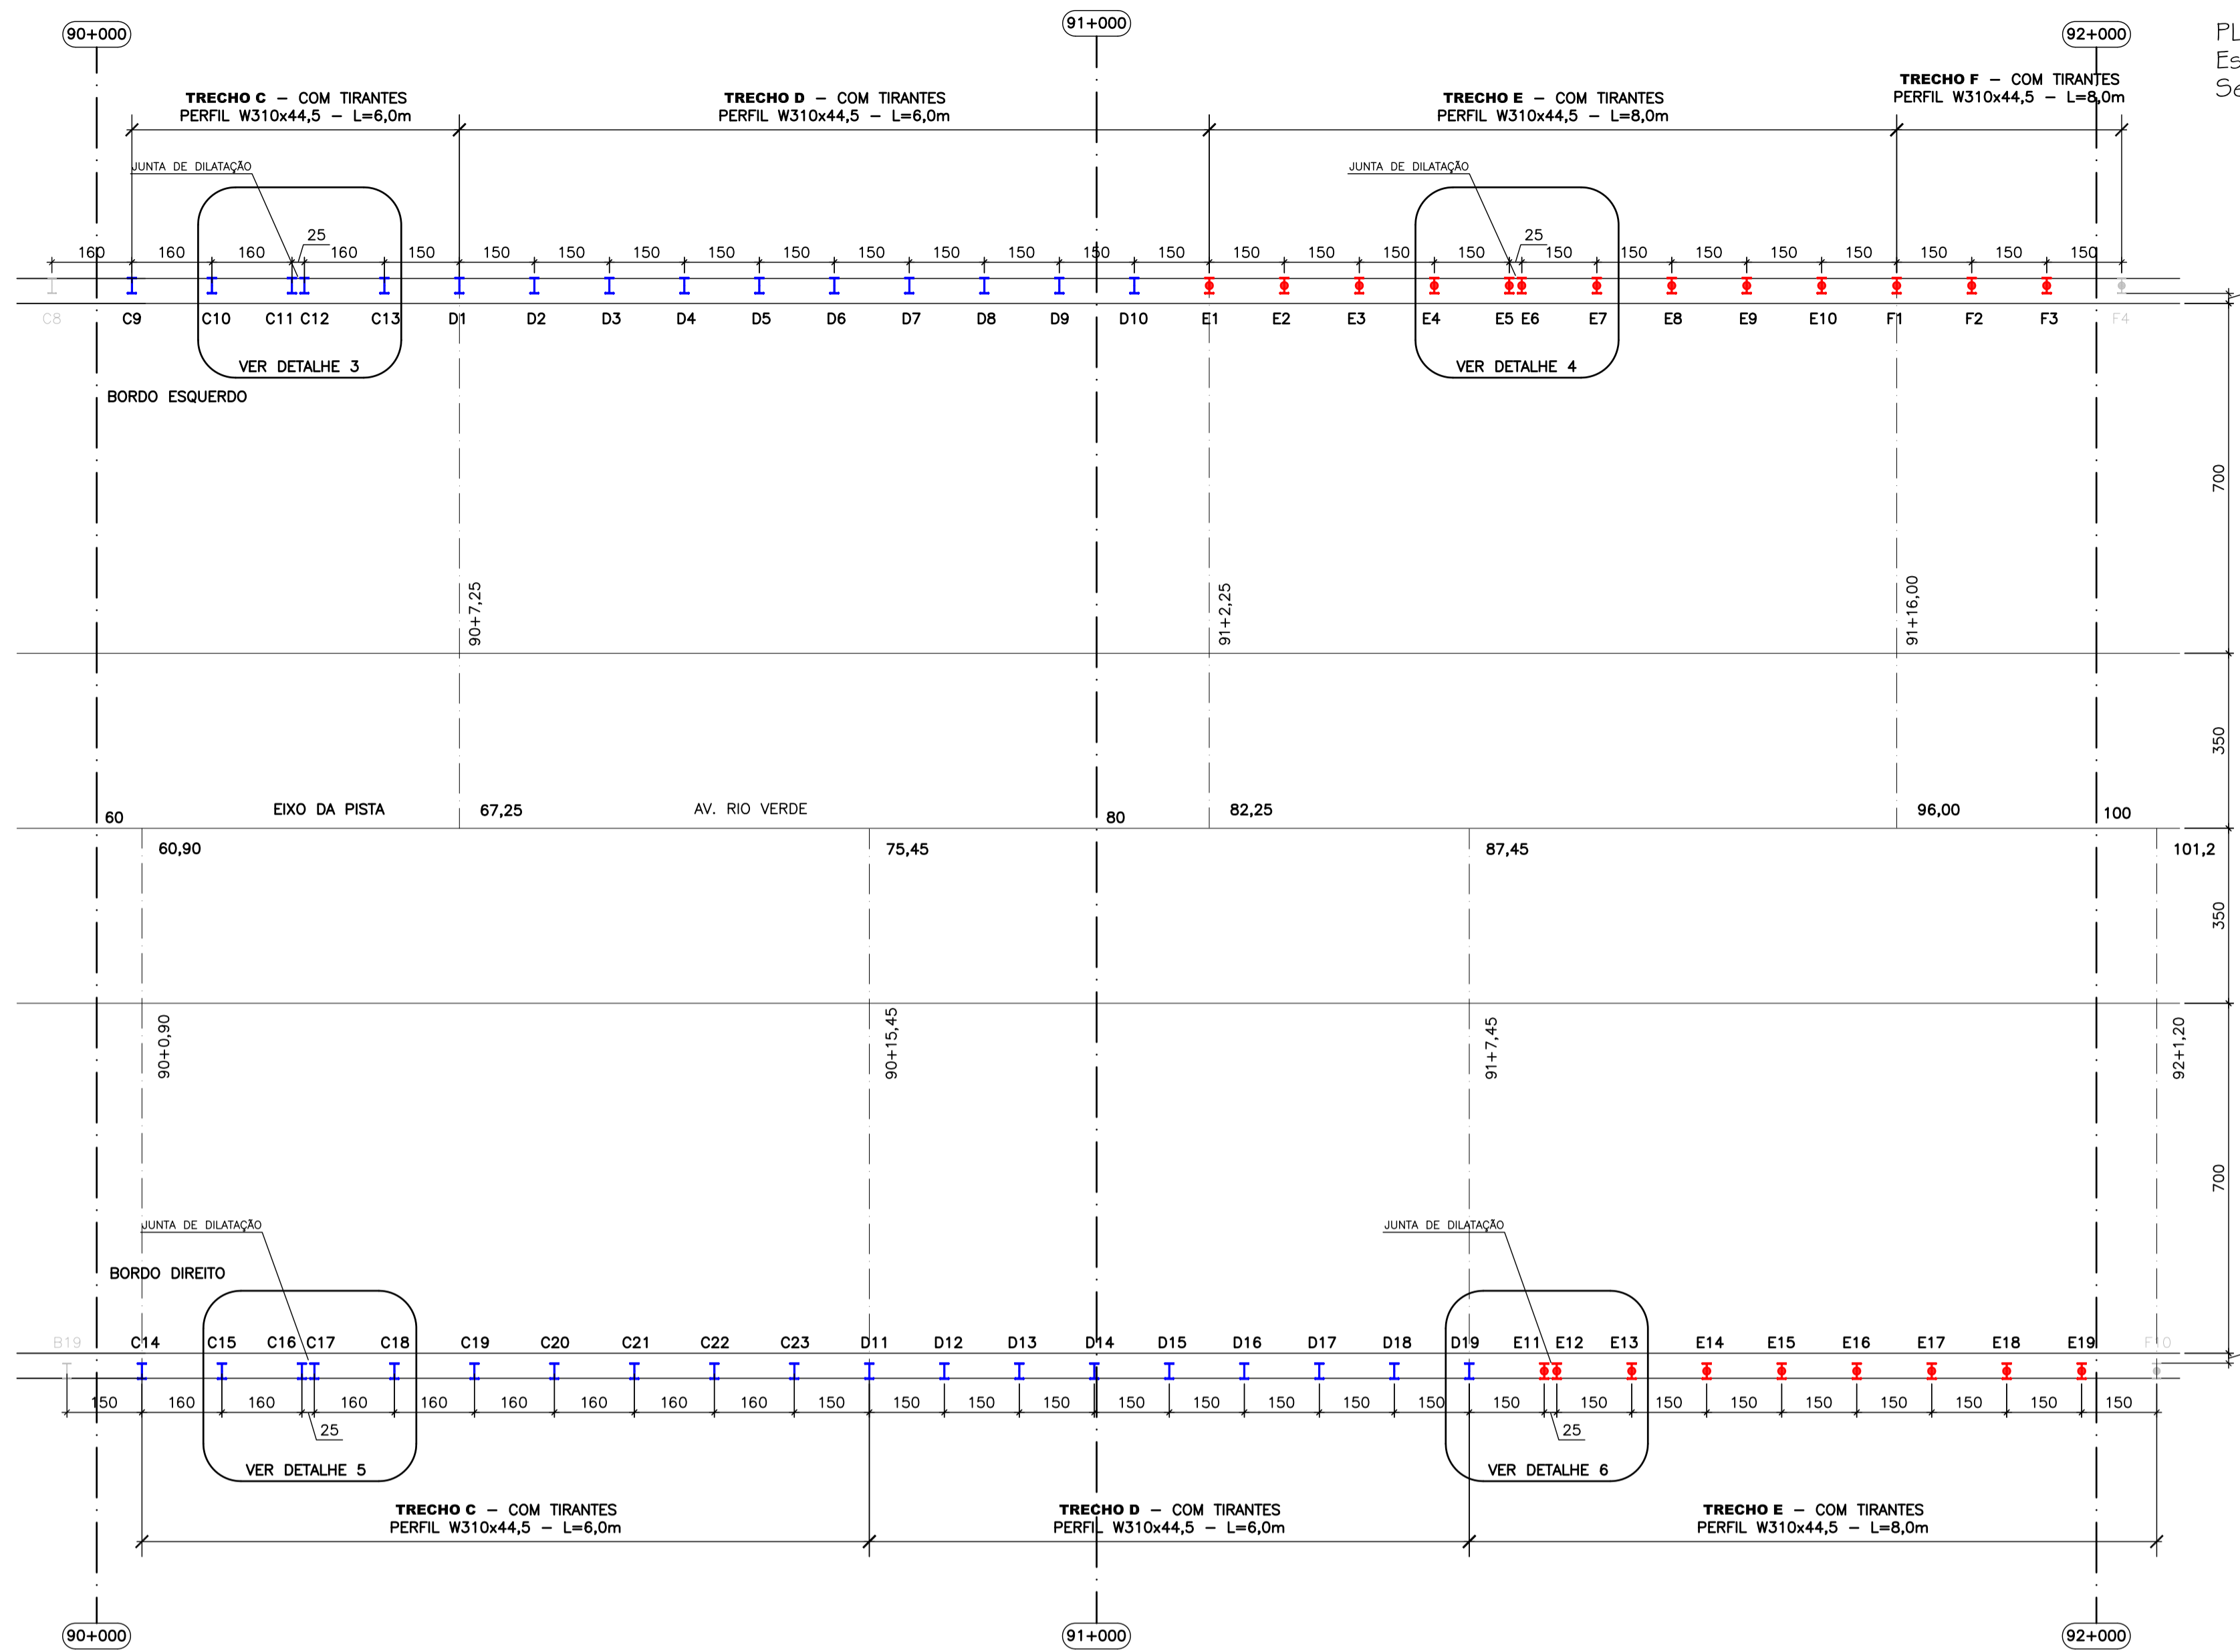 90+000
91+000
92+000
PL
Es
Se
TRECHO C – COM TIRANTES
PERFIL W310x44,5 – L=6,0m
TRECHO D – COM TIRANTES
PERFIL W310x44,5 – L=6,0m
TRECHO E – COM TIRANTES
PERFIL W310x44,5 – L=8,0m
TRECHO F – COM TIRANTES
PERFIL W310x44,5 – L=8,0m
JUNTA DE DILATAÇÃO
JUNTA DE DILATAÇÃO
25
25
160 160 160 160 150 150 150 150 150 150 150 150 150 150 150 150 150 150 150 150 150 150 150 150 150 150
C8 C9 C10 C11 C12 C13 D1 D2 D3 D4 D5 D6 D7 D8 D9 D10 E1 E2 E3 E4 E5 E6 E7 E8 E9 E10 F1 F2 F3 F4
VER DETALHE 3
VER DETALHE 4
BORDO ESQUERDO
700
90+7,25
91+2,25
91+16,00
350
60
EIXO DA PISTA
67,25
AV. RIO VERDE
80
82,25
96,00
100
60,90
75,45
87,45
101,2
350
90+0,90
90+15,45
91+7,45
92+1,20
700
JUNTA DE DILATAÇÃO
JUNTA DE DILATAÇÃO
BORDO DIREITO
B19 C14 C15 C16 C17 C18 C19 C20 C21 C22 C23 D11 D12 D13 D14 D15 D16 D17 D18 D19 E11 E12 E13 E14 E15 E16 E17 E18 E19 F10
150 160 160 160 160 160 160 160 160 150 150 150 150 150 150 150 150 150 150 150 150 150 150 150 150 150 150
25
25
VER DETALHE 5
VER DETALHE 6
TRECHO C – COM TIRANTES
PERFIL W310x44,5 – L=6,0m
TRECHO D – COM TIRANTES
PERFIL W310x44,5 – L=6,0m
TRECHO E – COM TIRANTES
PERFIL W310x44,5 – L=8,0m
90+000
91+000
92+000